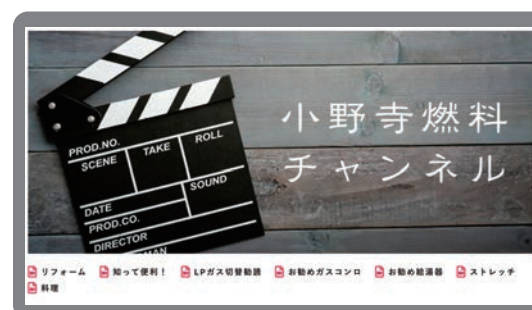 小野寺燃料
チャンネル
PROD.NO.
SCENE TAKE ROLL
SOUND
DATE
PROD.CO.
DIRECTOR
リフォーム 知って便利！ LPガス切替動誘 お勧めガスコンロ お勧め給湯器 ストレッチ
料理